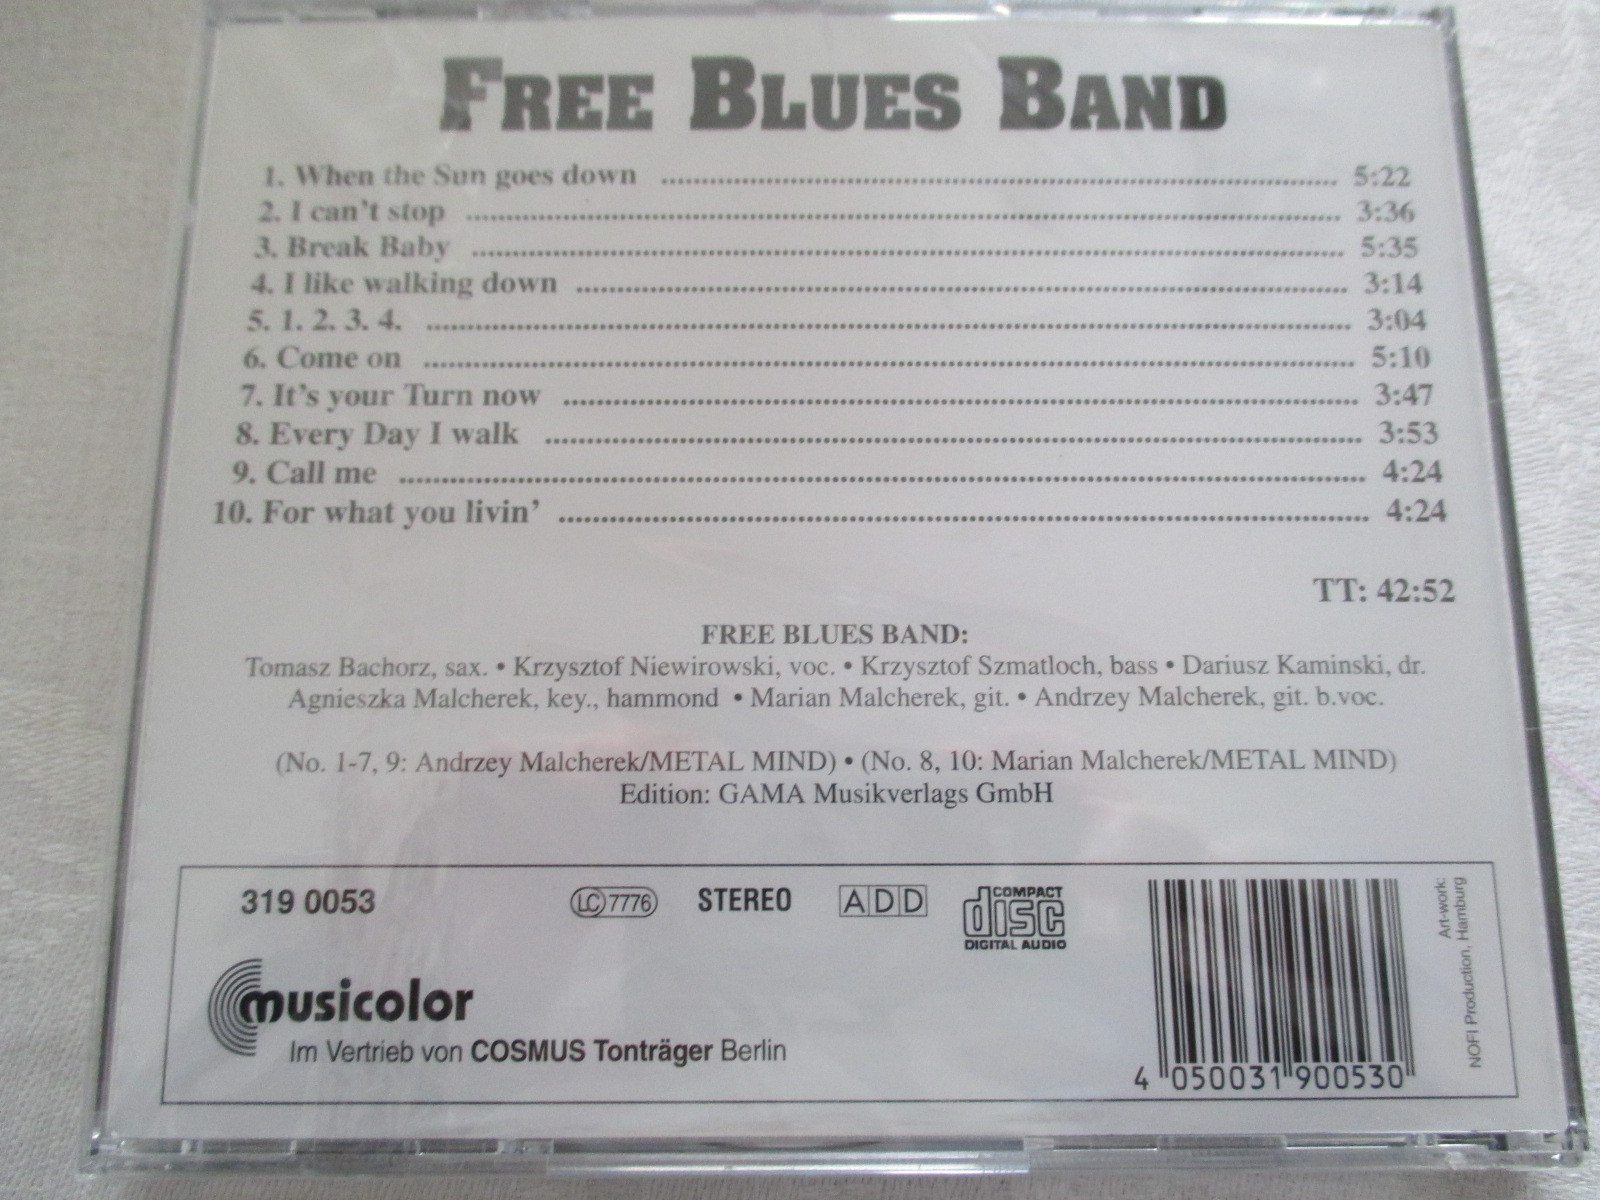 FREE BLUES BAND
1. When the Sun goes down ........ 5:22
2. I can't stop ........ 3:36
3. Break Baby ........ 5:35
4. I like walking down ........ 3:14
5. 1. 2. 3. 4. ........ 3:04
6. Come on ........ 5:10
7. It's your Turn now ........ 3:47
8. Every Day I walk ........ 3:53
9. Call me ........ 4:24
10. For what you livin' ........ 4:24
TT: 42:52
FREE BLUES BAND:
Tomasz Bachorz, sax. • Krzysztof Niewirowski, voc. • Krzysztof Szmatloch, bass • Dariusz Kaminski, dr.
Agnieszka Malcherek, key., hammond • Marian Malcherek, git. • Andrzey Malcherek, git. b.voc.
(No. 1-7, 9: Andrzey Malcherek/METAL MIND) • (No. 8, 10: Marian Malcherek/METAL MIND)
Edition: GAMA Musikverlags GmbH
319 0053
LC 7776
STEREO
ADD
COMPACT
disc
DIGITAL AUDIO
musicolor
Im Vertrieb von COSMUS Tonträger Berlin
4 050031 900530
Art-work:
NOFI Production, Hamburg